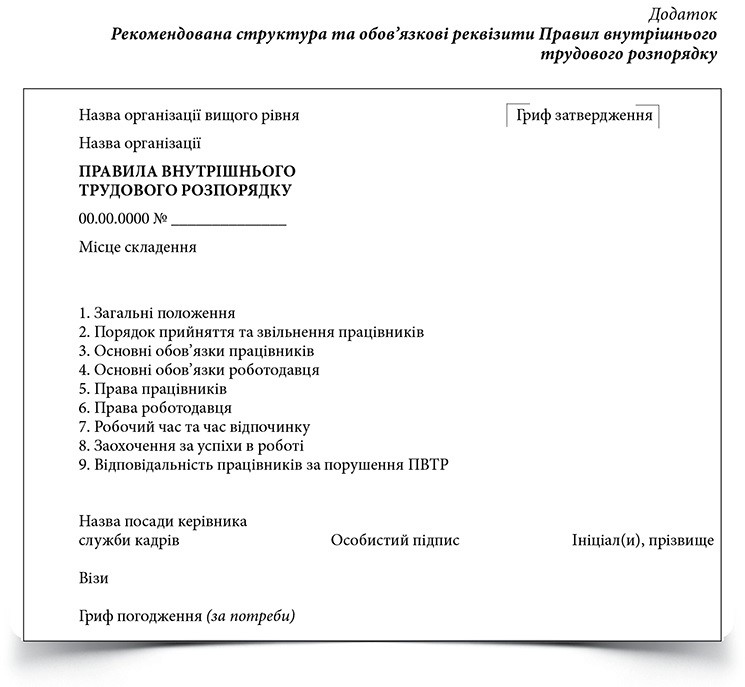 Додаток
Рекомендована структура та обов’язкові реквізити Правил внутрішнього
трудового розпорядку
Назва організації вищого рівня
Гриф затвердження
Назва організації
ПРАВИЛА ВНУТРІШНЬОГО
ТРУДОВОГО РОЗПОРЯДКУ
00.00.0000 № ______________
Місце складення
1. Загальні положення
2. Порядок прийняття та звільнення працівників
3. Основні обов’язки працівників
4. Основні обов’язки роботодавця
5. Права працівників
6. Права роботодавця
7. Робочий час та час відпочинку
8. Заохочення за успіхи в роботі
9. Відповідальність працівників за порушення ПВТР
Назва посади керівника
служби кадрів Особистий підпис Ініціал(и), прізвище
Візи
Гриф погодження (за потреби)